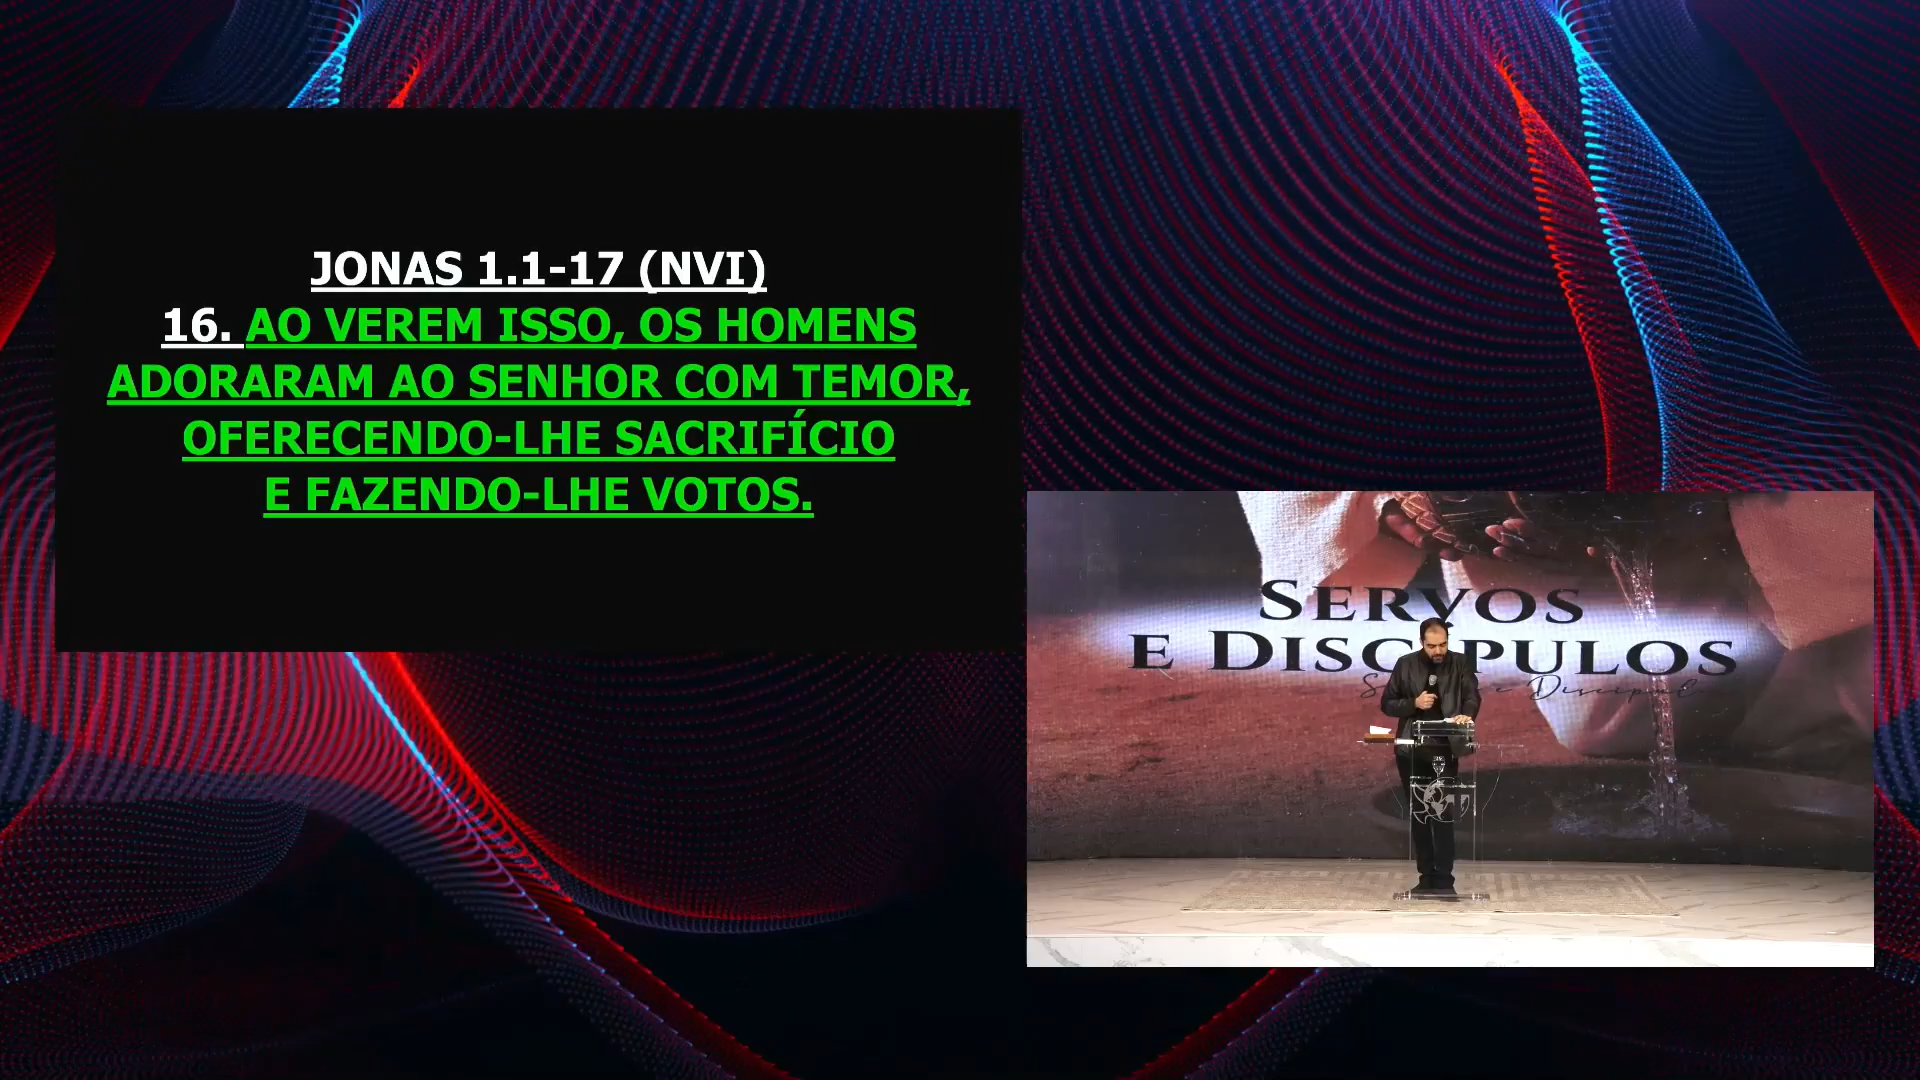 JONAS 1.1-17 (NVI)
16. AO VEREM ISSO, OS HOMENS
ADORARAM AO SENHOR COM TEMOR,
OFERECENDO-LHE SACRIFÍCIO
E FAZENDO-LHE VOTOS.
SERVOS
E DISCÍPULOS